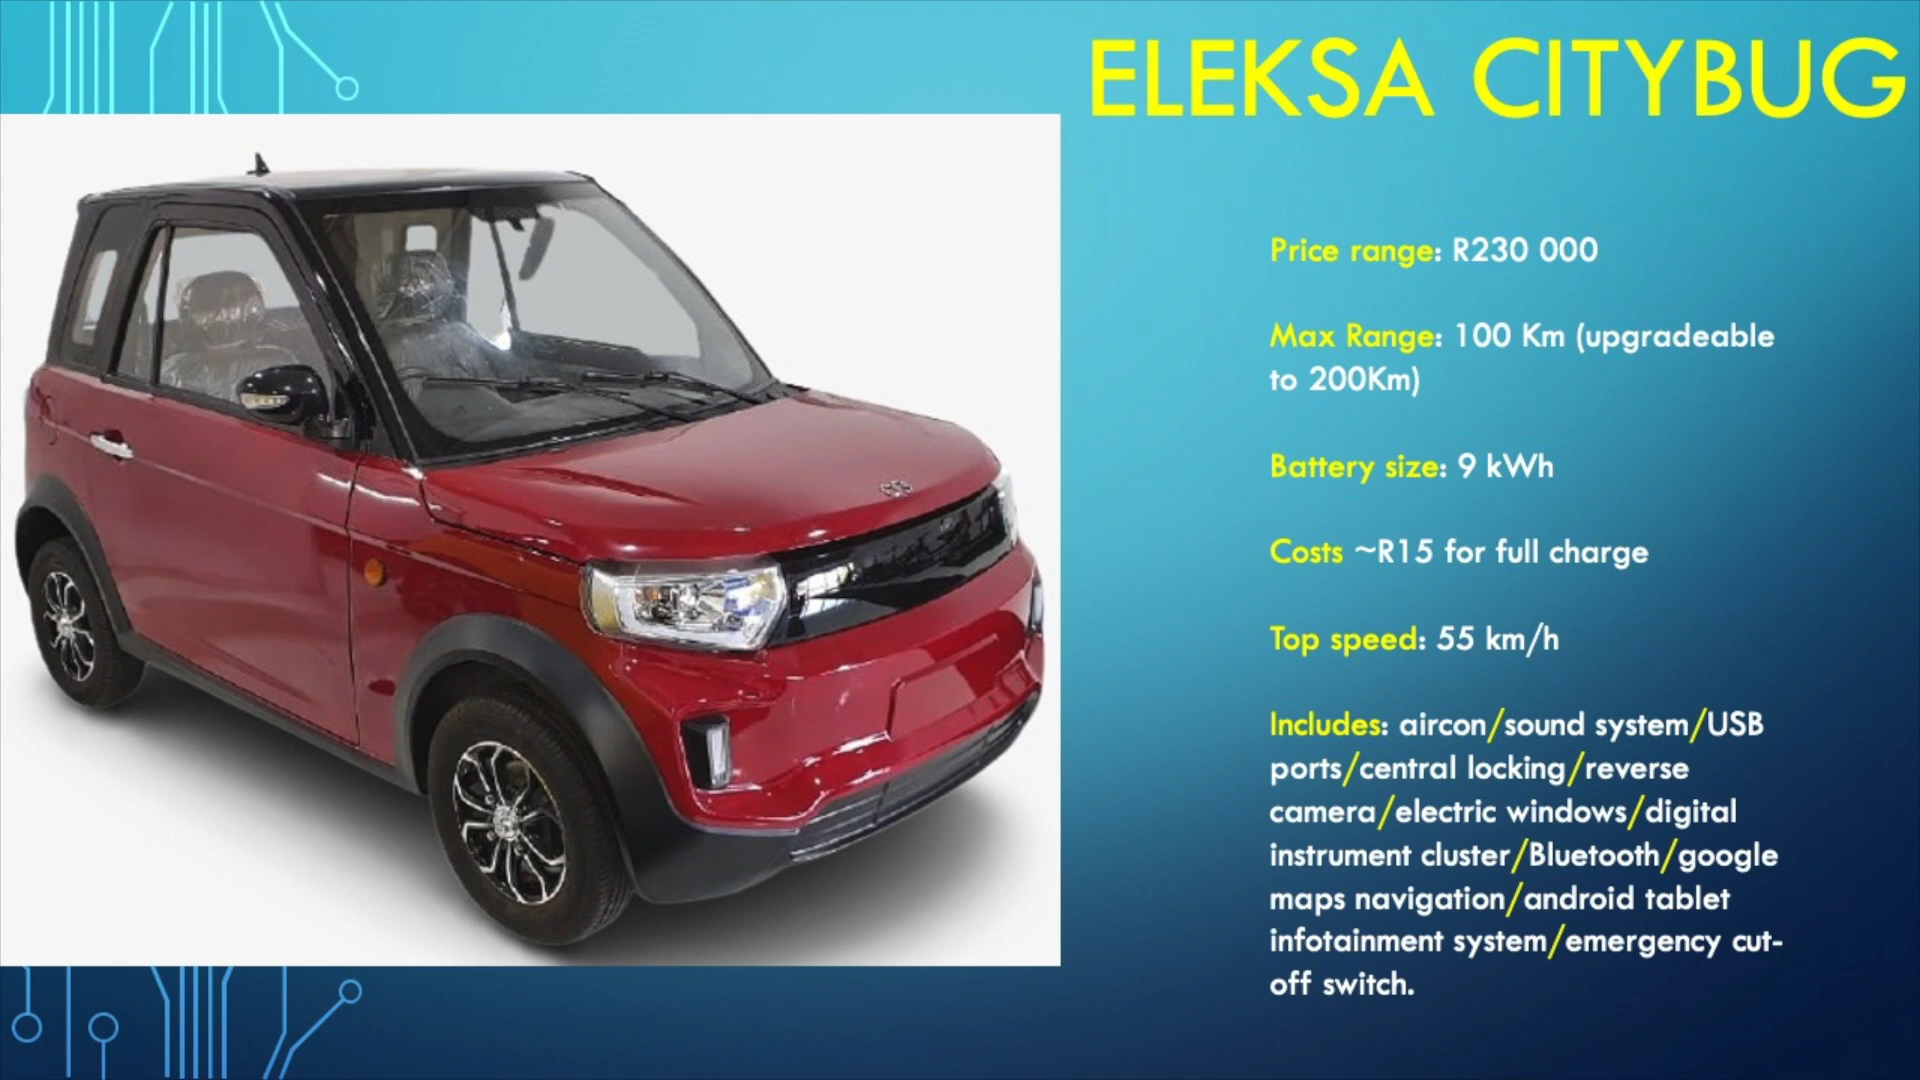 ELEKSA CITYBUG
Price range: R230 000
Max Range: 100 Km (upgradeable
to 200Km)
Battery size: 9 kWh
Costs ~R15 for full charge
Top speed: 55 km/h
Includes: aircon/sound system/USB
ports/central locking/reverse
camera/electric windows/digital
instrument cluster/Bluetooth/google
maps navigation/android tablet
infotainment system/emergency cut-
off switch.